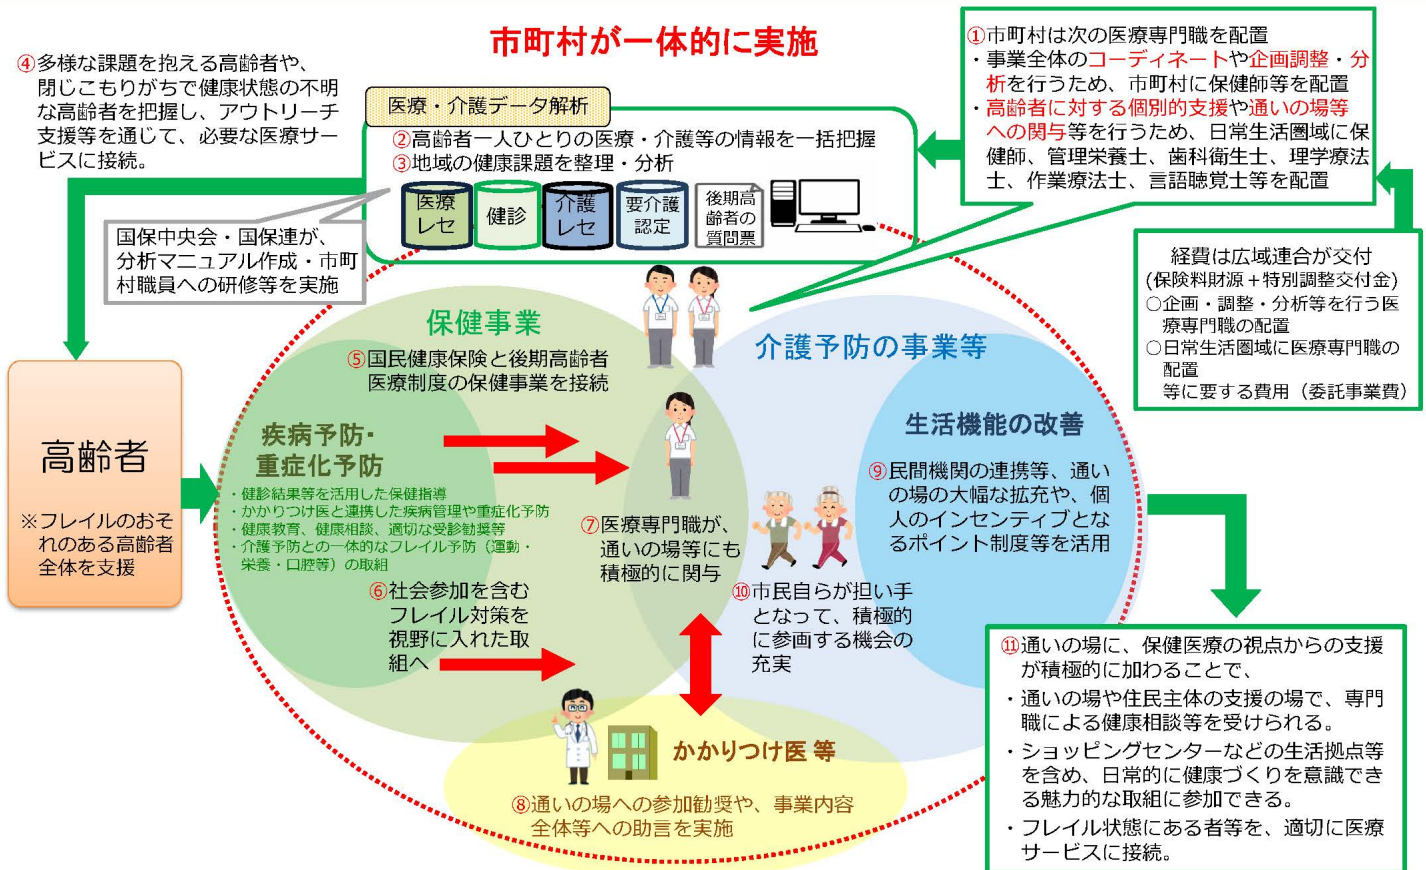 市町村が一体的に実施
④多様な課題を抱える高齢者や、
閉じこもりがちで健康状態の不明
な高齢者を把握し、アウトリーチ
支援等を通じて、必要な医療サー
ビスに接続。
医療・介護データ解析
②高齢者一人ひとりの医療・介護等の情報を一括把握
③地域の健康課題を整理・分析
医療
レセ
健診
介護
レセ
要介護
認定
後期高
齢者の
質問票
①市町村は次の医療専門職を配置
・事業全体のコーディネートや企画調整・分
析を行うため、市町村に保健師等を配置
・高齢者に対する個別的支援や通いの場等
への関与等を行うため、日常生活圏域に保
健師、管理栄養士、歯科衛生士、理学療法
士、作業療法士、言語聴覚士等を配置
国保中央会・国保連が、
分析マニュアル作成・市町
村職員への研修等を実施
経費は広域連合が交付
(保険料財源+特別調整交付金)
○企画・調整・分析等を行う医
療専門職の配置
○日常生活圏域に医療専門職の
配置
等に要する費用(委託事業費)
高齢者
※フレイルのおそ
れのある高齢者
全体を支援
保健事業
⑤国民健康保険と後期高齢者
医療制度の保健事業を接続
疾病予防・
重症化予防
・健診結果等を活用した保健指導
・かかりつけ医と連携した疾病管理や重症化予防
・健康教育、健康相談、適切な受診勧奨等
・介護予防との一体的なフレイル予防(運動・
栄養・口腔等)の取組
⑥社会参加を含む
フレイル対策を
視野に入れた取
組へ
⑦医療専門職が、
通いの場等にも
積極的に関与
介護予防の事業等
生活機能の改善
⑨民間機関の連携等、通い
の場の大幅な拡充や、個
人のインセンティブとな
るポイント制度等を活用
⑩市民自らが担い手
となって、積極的
に参画する機会の
充実
かかりつけ医 等
⑧通いの場への参加勧奨や、事業内容
全体等への助言を実施
⑪通いの場に、保健医療の視点からの支援
が積極的に加わることで、
・通いの場や住民主体の支援の場で、専門
職による健康相談等を受けられる。
・ショッピングセンターなどの生活拠点等
を含め、日常的に健康づくりを意識でき
る魅力的な取組に参加できる。
・フレイル状態にある者等を、適切に医療
サービスに接続。